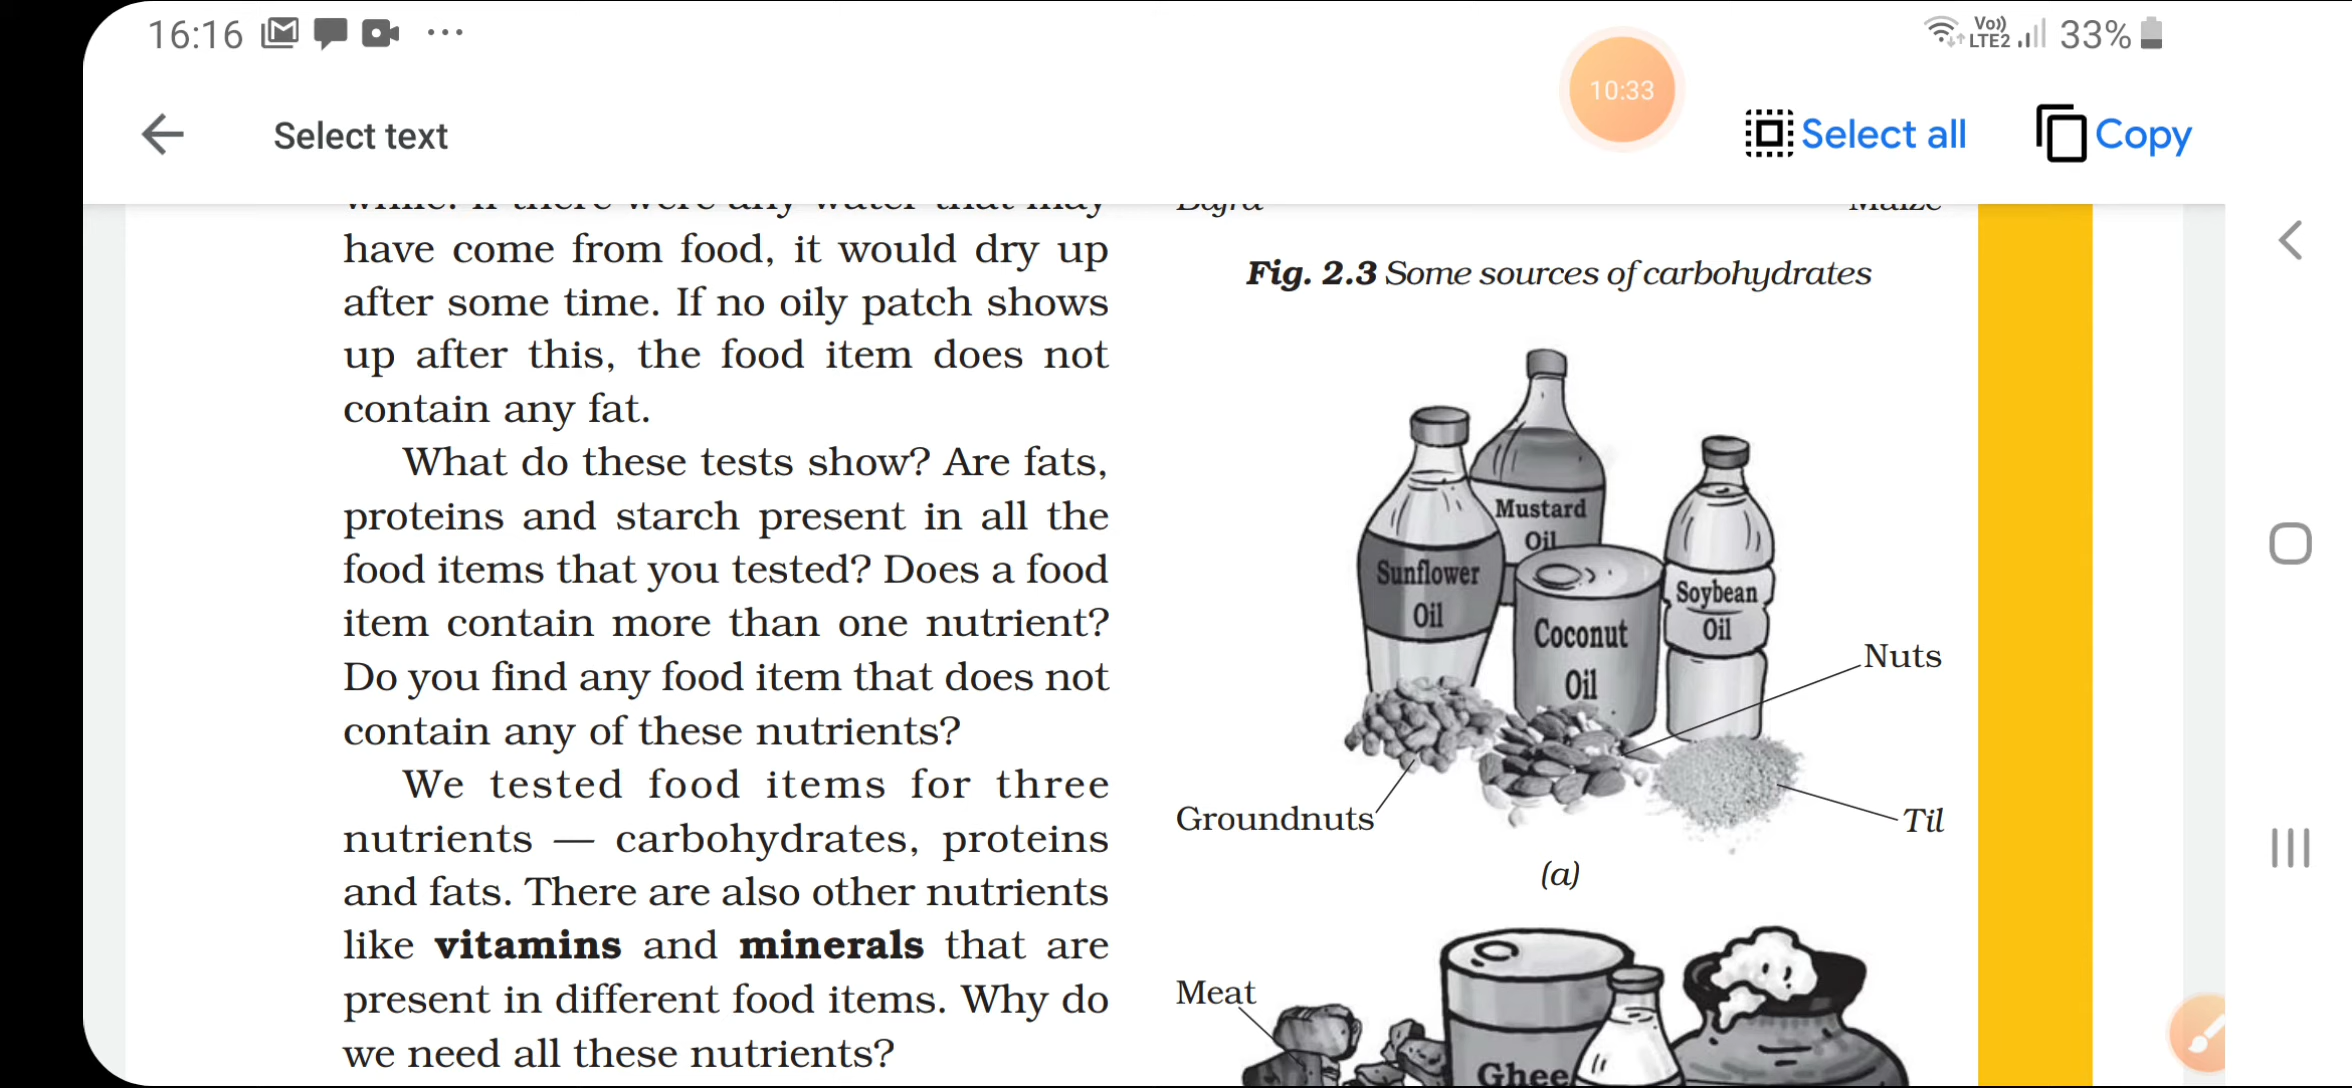 16:16
Vo))
LTE2
33%
10:33
Select text
Select all
Copy
have come from food, it would dry up
after some time. If no oily patch shows
up after this, the food item does not
contain any fat.
What do these tests show? Are fats,
proteins and starch present in all the
food items that you tested? Does a food
item contain more than one nutrient?
Do you find any food item that does not
contain any of these nutrients?
We tested food items for three
nutrients — carbohydrates, proteins
and fats. There are also other nutrients
like vitamins and minerals that are
present in different food items. Why do
we need all these nutrients?
Fig. 2.3 Some sources of carbohydrates
Mustard
Oil
Sunflower
Oil
Coconut
Oil
Soybean
Oil
Nuts
Groundnuts
Til
(a)
Meat
Ghee